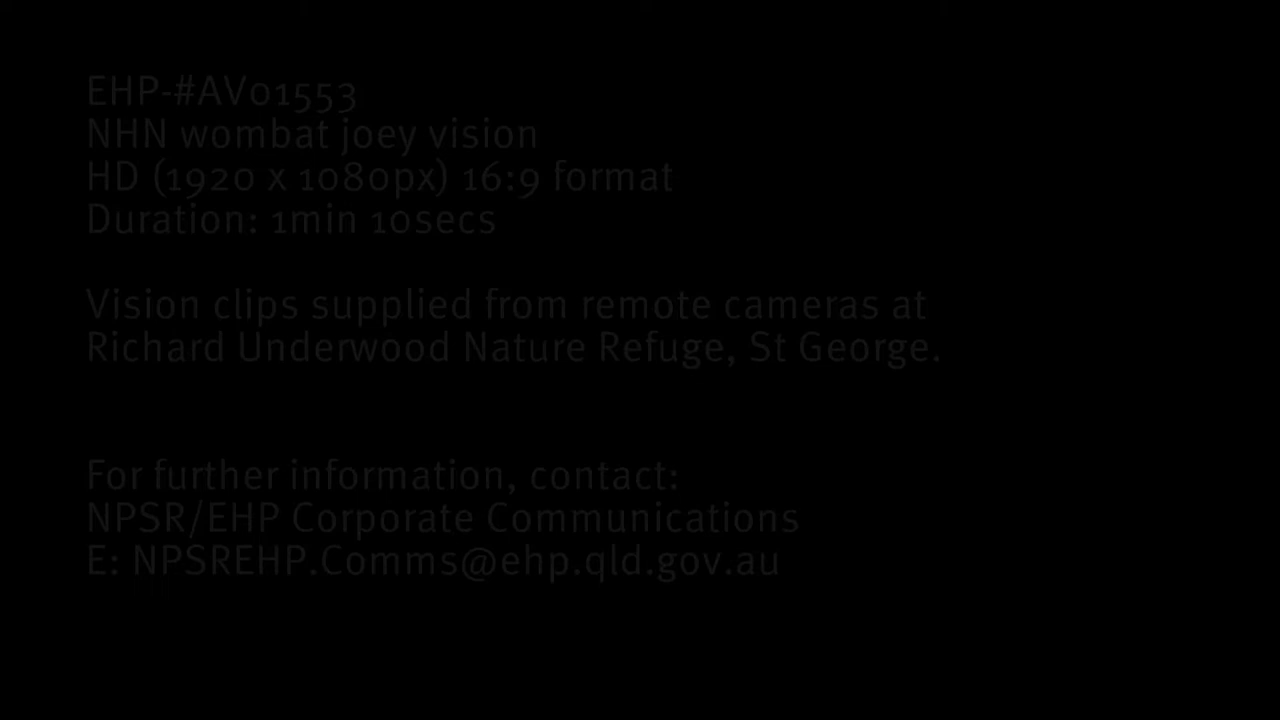 EHP-#AV01553
NHN wombat joey vision
HD (1920 x 1080px) 16:9 format
Duration: 1min 10secs
Vision clips supplied from remote cameras at
Richard Underwood Nature Refuge, St George.
For further information, contact:
NPSR/EHP Corporate Communications
E: NPSREHP.Comms@ehp.qld.gov.au